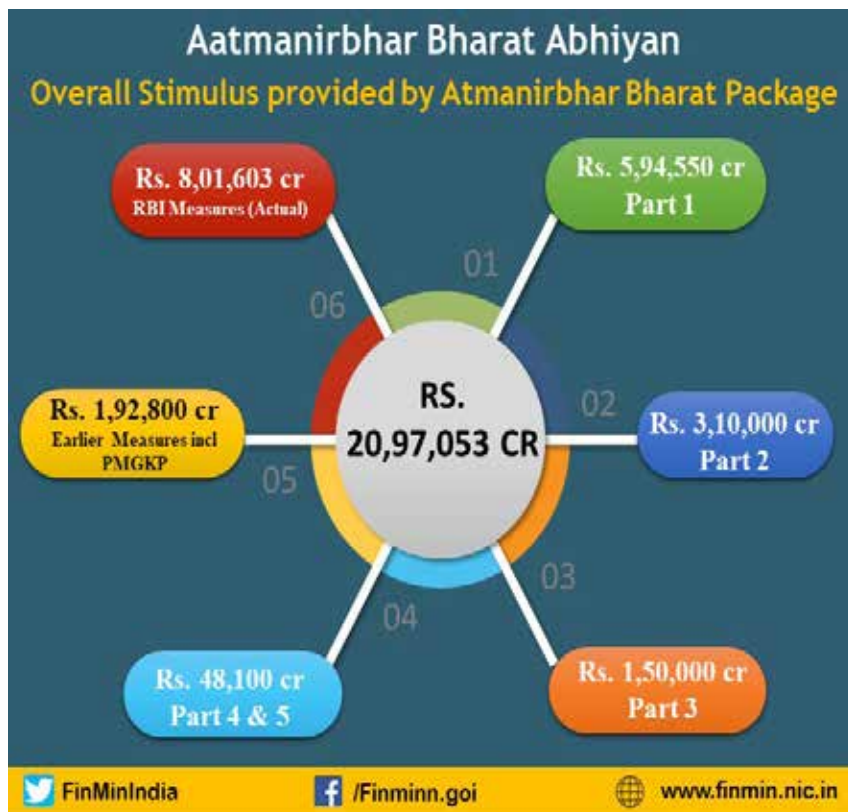 Aatmanirbhar Bharat Abhiyan
Overall Stimulus provided by Atmanirbhar Bharat Package
Rs. 8,01,603 cr
RBI Measures (Actual)
Rs. 5,94,550 cr
Part 1
01
06
RS.
20,97,053 CR
Rs. 1,92,800 cr
Earlier Measures incl
PMGKP
02
Rs. 3,10,000 cr
Part 2
05
03
04
Rs. 48,100 cr
Part 4 & 5
Rs. 1,50,000 cr
Part 3
FinMinIndia
/Finminn.goi
www.finmin.nic.in